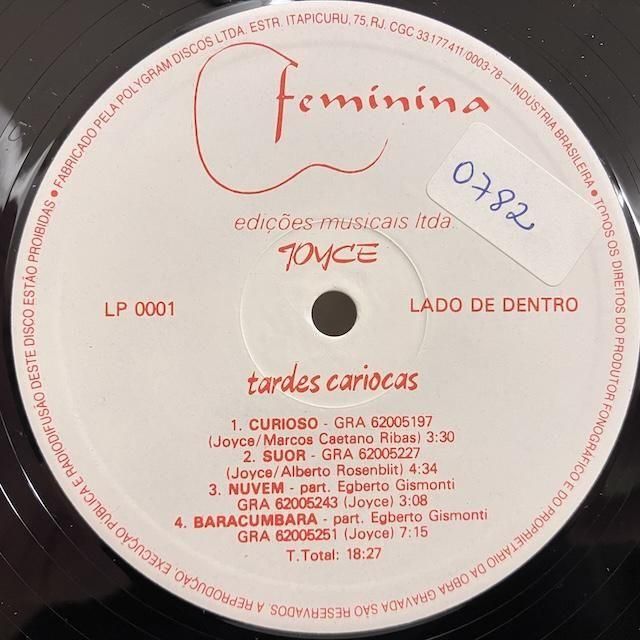 • FABRICADO PELA POLYGRAM DISCOS LTDA. ESTR. ITAPICURU, 75, RJ. CGC 33.177.411/0003-78 — INDÚSTRIA BRASILEIRA • TODOS OS DIREITOS DO PRODUTOR FONOGRÁFICO E DO PROPRIETÁRIO DA OBRA GRAVADA SÃO RESERVADOS. A REPRODUÇÃO, EXECUÇÃO PÚBLICA E RADIODIFUSÃO DESTE DISCO ESTÃO PROIBIDAS
feminina
0782
edições musicais ltda.
JOYCE
LP 0001
LADO DE DENTRO
tardes cariocas
1. CURIOSO - GRA 62005197
(Joyce/Marcos Caetano Ribas) 3:30
2. SUOR - GRA 62005227
(Joyce/Alberto Rosenblit) 4:34
3. NUVEM - part. Egberto Gismonti
GRA 62005243 (Joyce) 3:08
4. BARACUMBARA - part. Egberto Gismonti
GRA 62005251 (Joyce) 7:15
T.Total: 18:27